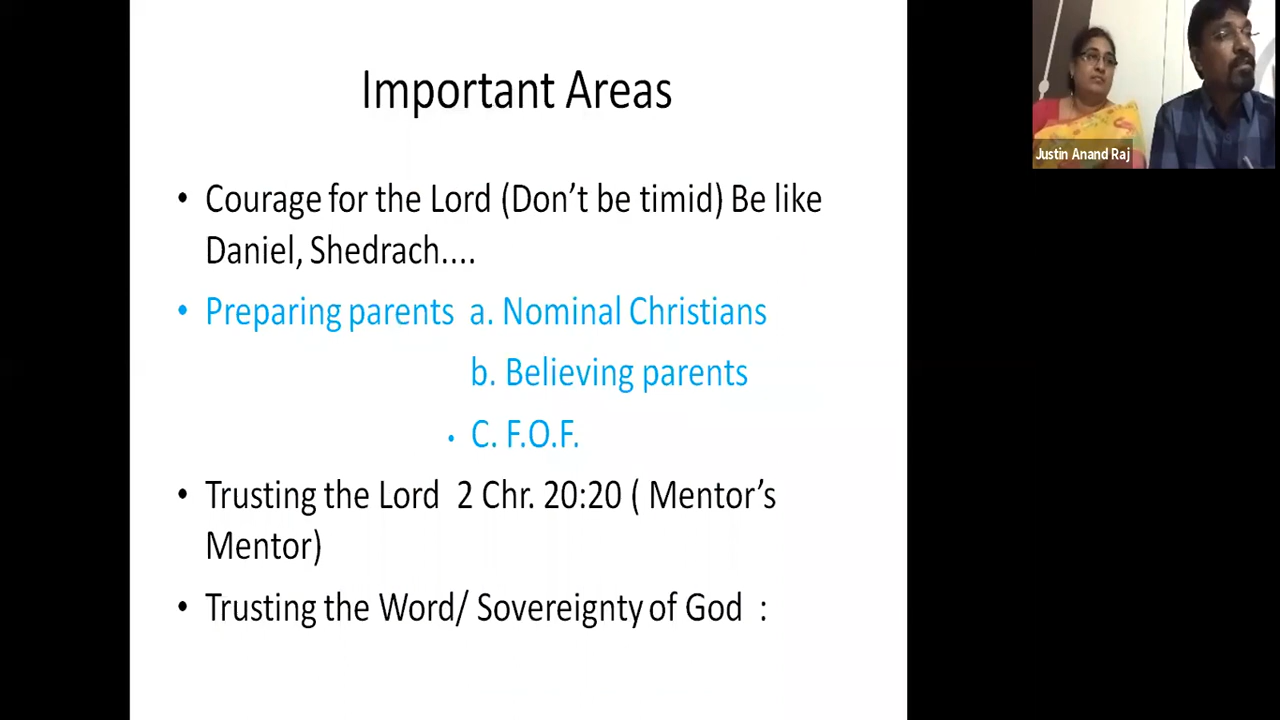 Important Areas
• Courage for the Lord (Don’t be timid) Be like
Daniel, Shedrach....
• Preparing parents a. Nominal Christians
b. Believing parents
• C. F.O.F.
• Trusting the Lord 2 Chr. 20:20 ( Mentor’s
Mentor)
• Trusting the Word/ Sovereignty of God :
Justin Anand Raj